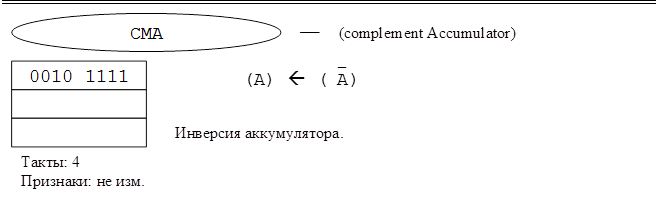 CMA — (complement Accumulator)
0010 1111
(A) ← ( A̅)
Инверсия аккумулятора.
Такты: 4
Признаки: не изм.